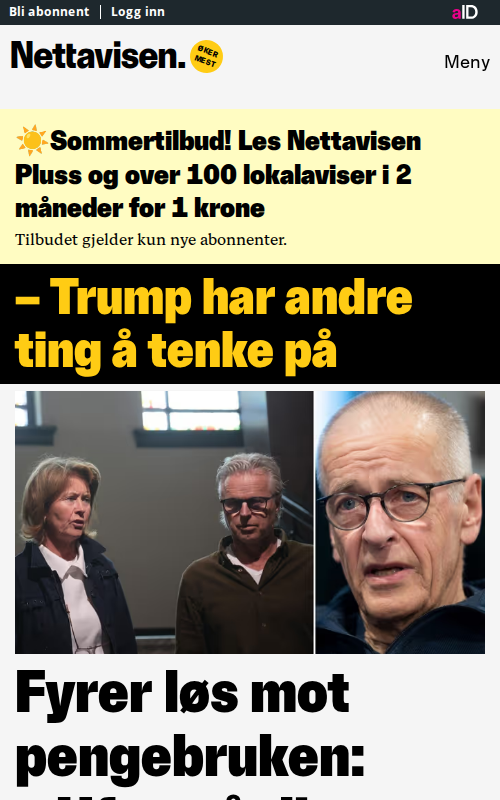 Bli abonnent
Logg inn
aID
Nettavisen.
ØKER
MEST
Meny
☀️Sommertilbud! Les Nettavisen
Pluss og over 100 lokalaviser i 2
måneder for 1 krone
Tilbudet gjelder kun nye abonnenter.
– Trump har andre
ting å tenke på
Fyrer løs mot
pengebruken: